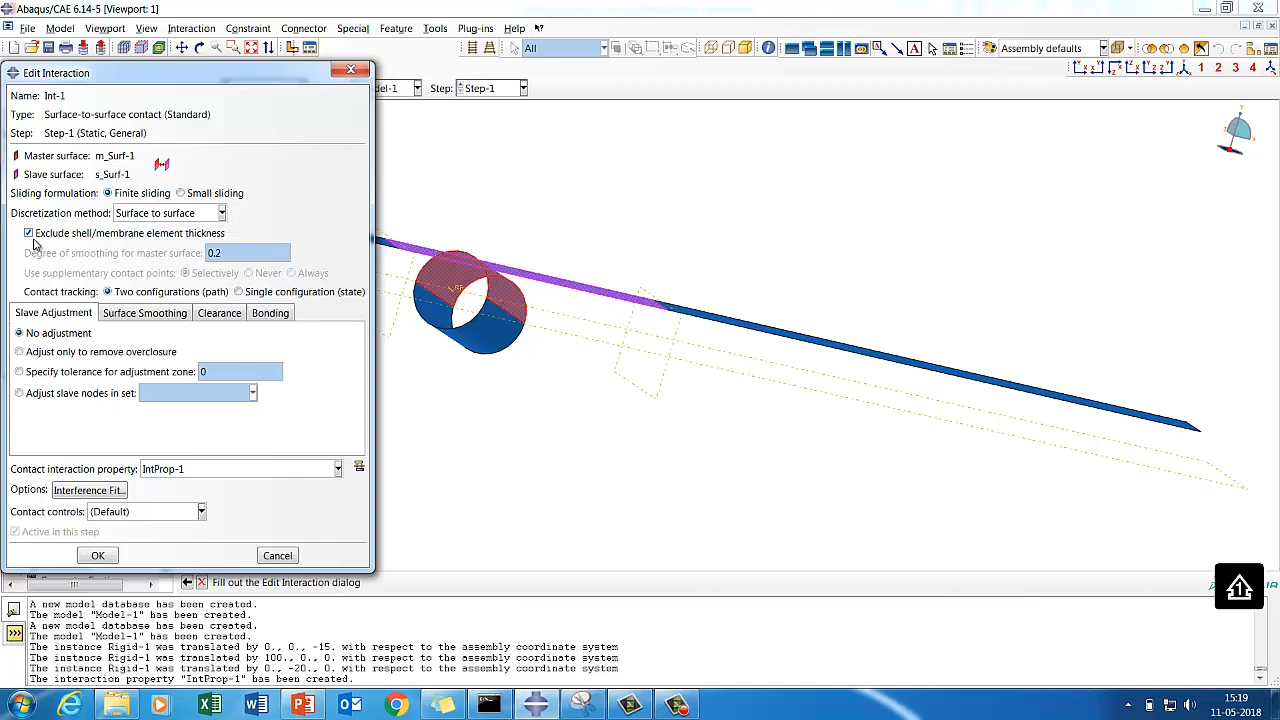 Abaqus/CAE 6.14-5 [Viewport: 1]
File Model Viewport View Interaction Constraint Connector Special Feature Tools Plug-ins Help
All
Assembly defaults
1 2 3 4
Edit Interaction
del-1 Step: Step-1
Name: Int-1
Type: Surface-to-surface contact (Standard)
Step: Step-1 (Static, General)
Master surface: m_Surf-1
Slave surface: s_Surf-1
Sliding formulation: Finite sliding Small sliding
Discretization method: Surface to surface
Exclude shell/membrane element thickness
Degree of smoothing for master surface: 0.2
Use supplementary contact points: Selectively Never Always
Contact tracking: Two configurations (path) Single configuration (state)
Slave Adjustment Surface Smoothing Clearance Bonding
No adjustment
Adjust only to remove overclosure
Specify tolerance for adjustment zone: 0
Adjust slave nodes in set:
Contact interaction property: IntProp-1
Options: Interference Fit...
Contact controls: (Default)
Active in this step
OK Cancel
Fill out the Edit Interaction dialog
A new model database has been created.
The model "Model-1" has been created.
A new model database has been created.
The model "Model-1" has been created.
The instance Rigid-1 was translated by 0., 0., -15. with respect to the assembly coordinate system
The instance Rigid-1 was translated by 100., 0., 0. with respect to the assembly coordinate system
The instance Rigid-1 was translated by 0., -20., 0. with respect to the assembly coordinate system
The interaction property "IntProp-1" has been created.
15:19
11-05-2018